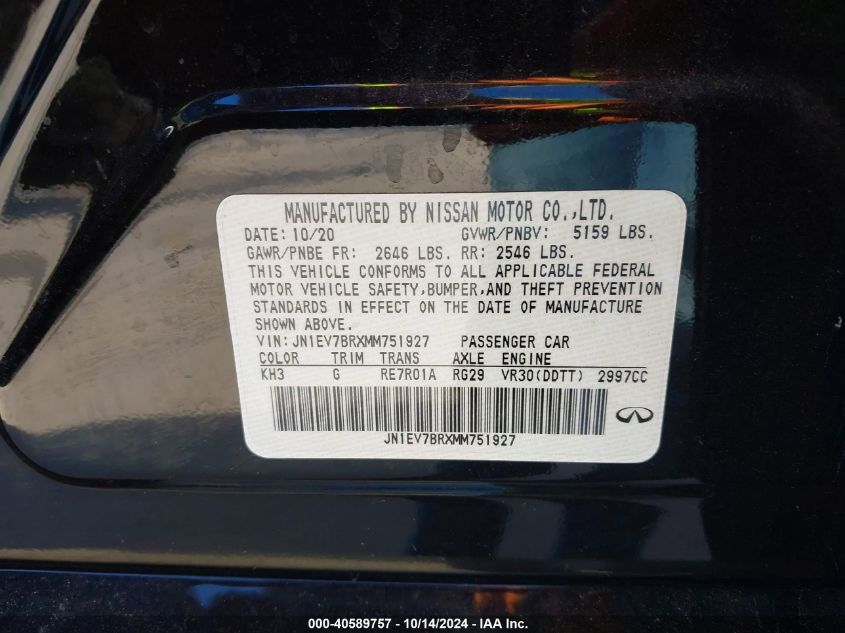 MANUFACTURED BY NISSAN MOTOR CO.,LTD.
DATE: 10/20 GVWR/PNBV: 5159 LBS.
GAWR/PNBE FR: 2646 LBS. RR: 2546 LBS.
THIS VEHICLE CONFORMS TO ALL APPLICABLE FEDERAL
MOTOR VEHICLE SAFETY,BUMPER,AND THEFT PREVENTION
STANDARDS IN EFFECT ON THE DATE OF MANUFACTURE
SHOWN ABOVE.
VIN: JN1EV7BRXMM751927 PASSENGER CAR
COLOR TRIM TRANS AXLE ENGINE
KH3 G RE7R01A RG29 VR30(DDTT) 2997CC
JN1EV7BRXMM751927
000-40589757 - 10/14/2024 - IAA Inc.